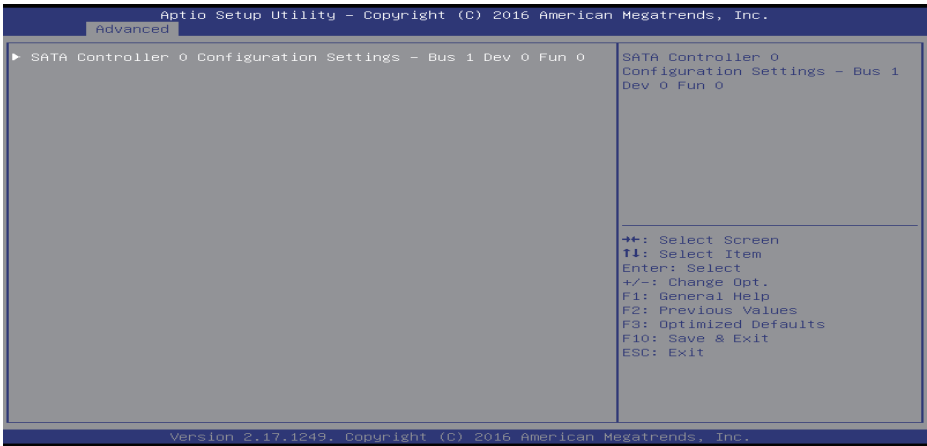 Aptio Setup Utility – Copyright (C) 2016 American Megatrends, Inc.
Advanced
▶ SATA Controller 0 Configuration Settings – Bus 1 Dev 0 Fun 0
SATA Controller 0
Configuration Settings – Bus 1
Dev 0 Fun 0
→←: Select Screen
↑↓: Select Item
Enter: Select
+/-: Change Opt.
F1: General Help
F2: Previous Values
F3: Optimized Defaults
F10: Save & Exit
ESC: Exit
Version 2.17.1249. Copyright (C) 2016 American Megatrends, Inc.